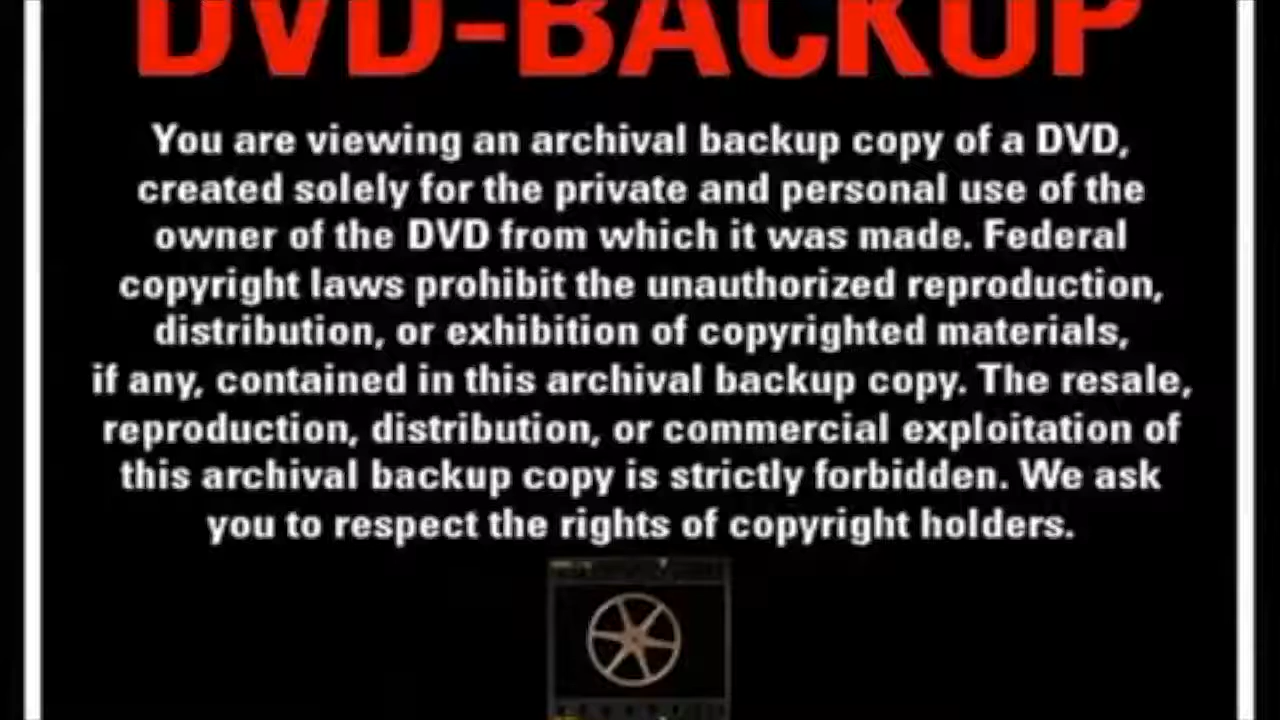 DVD-BACKUP
You are viewing an archival backup copy of a DVD,
created solely for the private and personal use of the
owner of the DVD from which it was made. Federal
copyright laws prohibit the unauthorized reproduction,
distribution, or exhibition of copyrighted materials,
if any, contained in this archival backup copy. The resale,
reproduction, distribution, or commercial exploitation of
this archival backup copy is strictly forbidden. We ask
you to respect the rights of copyright holders.